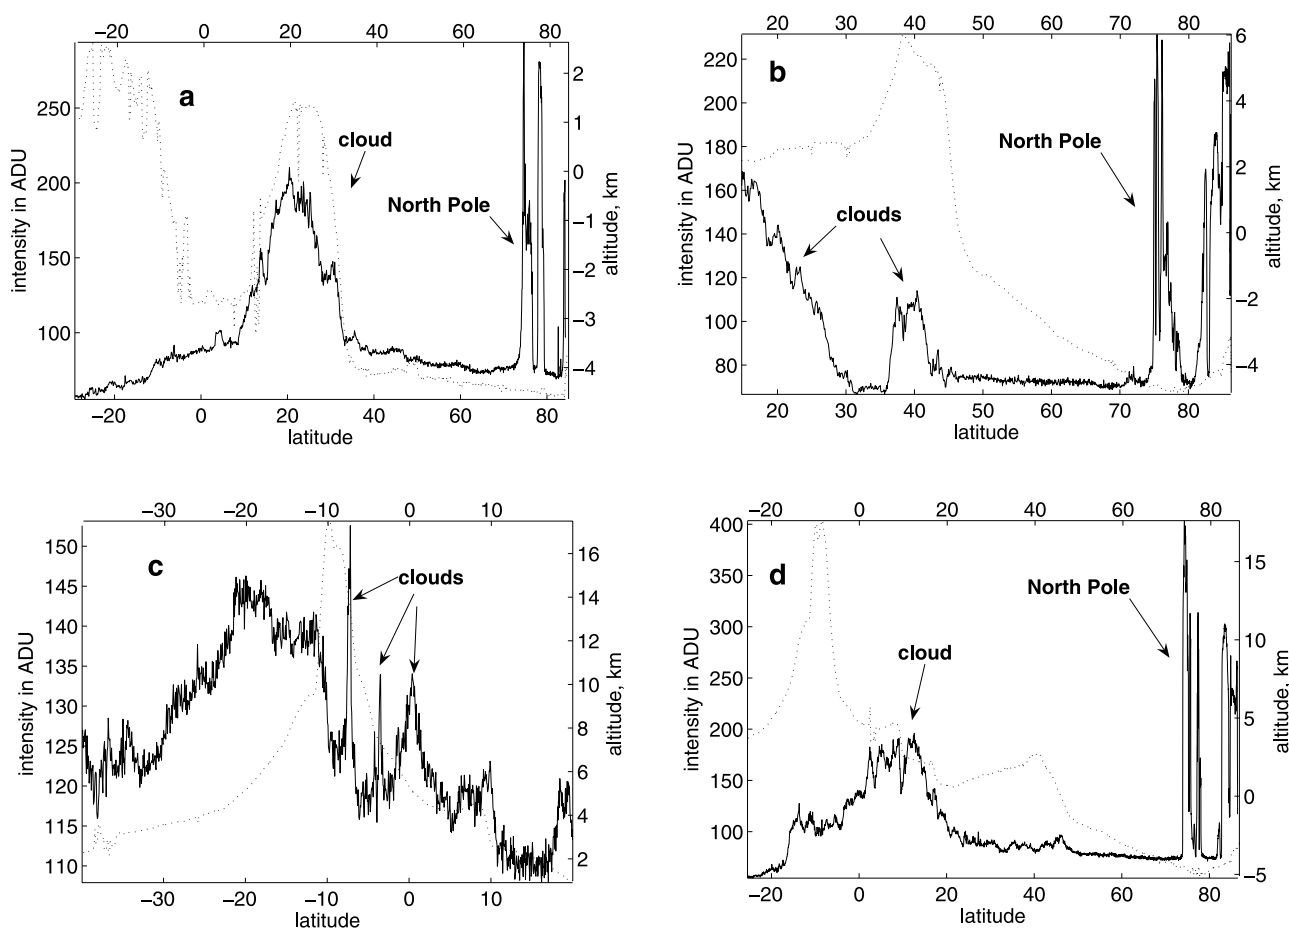 −20 0 20 40 60 80
250
200
150
100
intensity in ADU
a
cloud
North Pole
2
1
0
−1
−2
−3
−4
altitude, km
−20 0 20 40 60 80
latitude
20 30 40 50 60 70 80
220
200
180
160
140
120
100
80
intensity in ADU
b
clouds
North Pole
6
4
2
0
−2
−4
altitude, km
20 30 40 50 60 70 80
latitude
−30 −20 −10 0 10
150
145
140
135
130
125
120
115
110
intensity in ADU
c
clouds
16
14
12
10
8
6
4
2
altitude, km
−40 −30 −20 −10 0 10
latitude
−20 0 20 40 60 80
400
350
300
250
200
150
100
intensity in ADU
d
cloud
North Pole
15
10
5
0
−5
altitude, km
−20 0 20 40 60 80
latitude